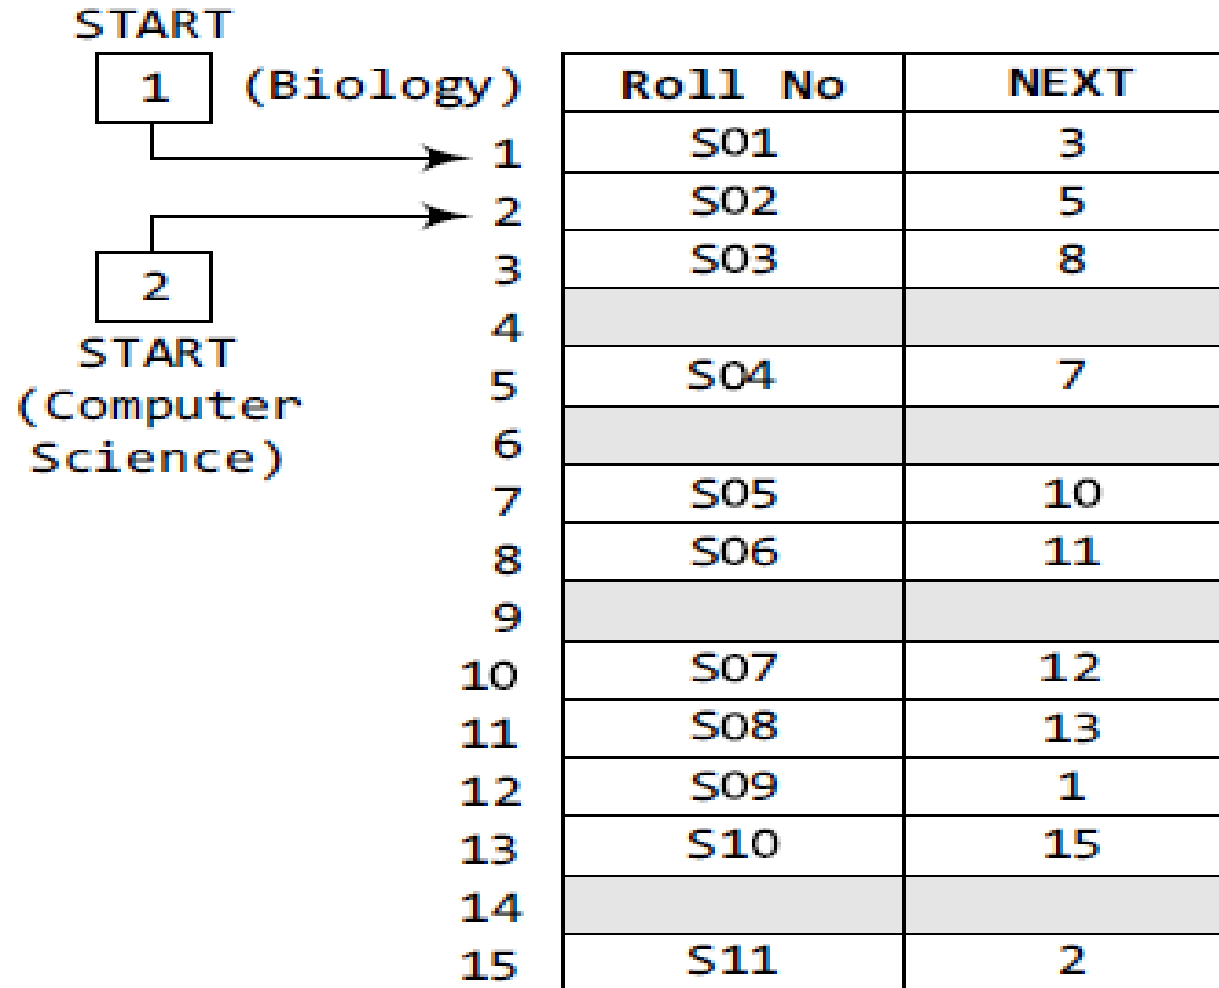 START
1 (Biology)
Roll No NEXT
1 S01 3
2 S02 5
3 S03 8
2
4
START
5 S04 7
(Computer
6
Science)
7 S05 10
8 S06 11
9
10 S07 12
11 S08 13
12 S09 1
13 S10 15
14
15 S11 2